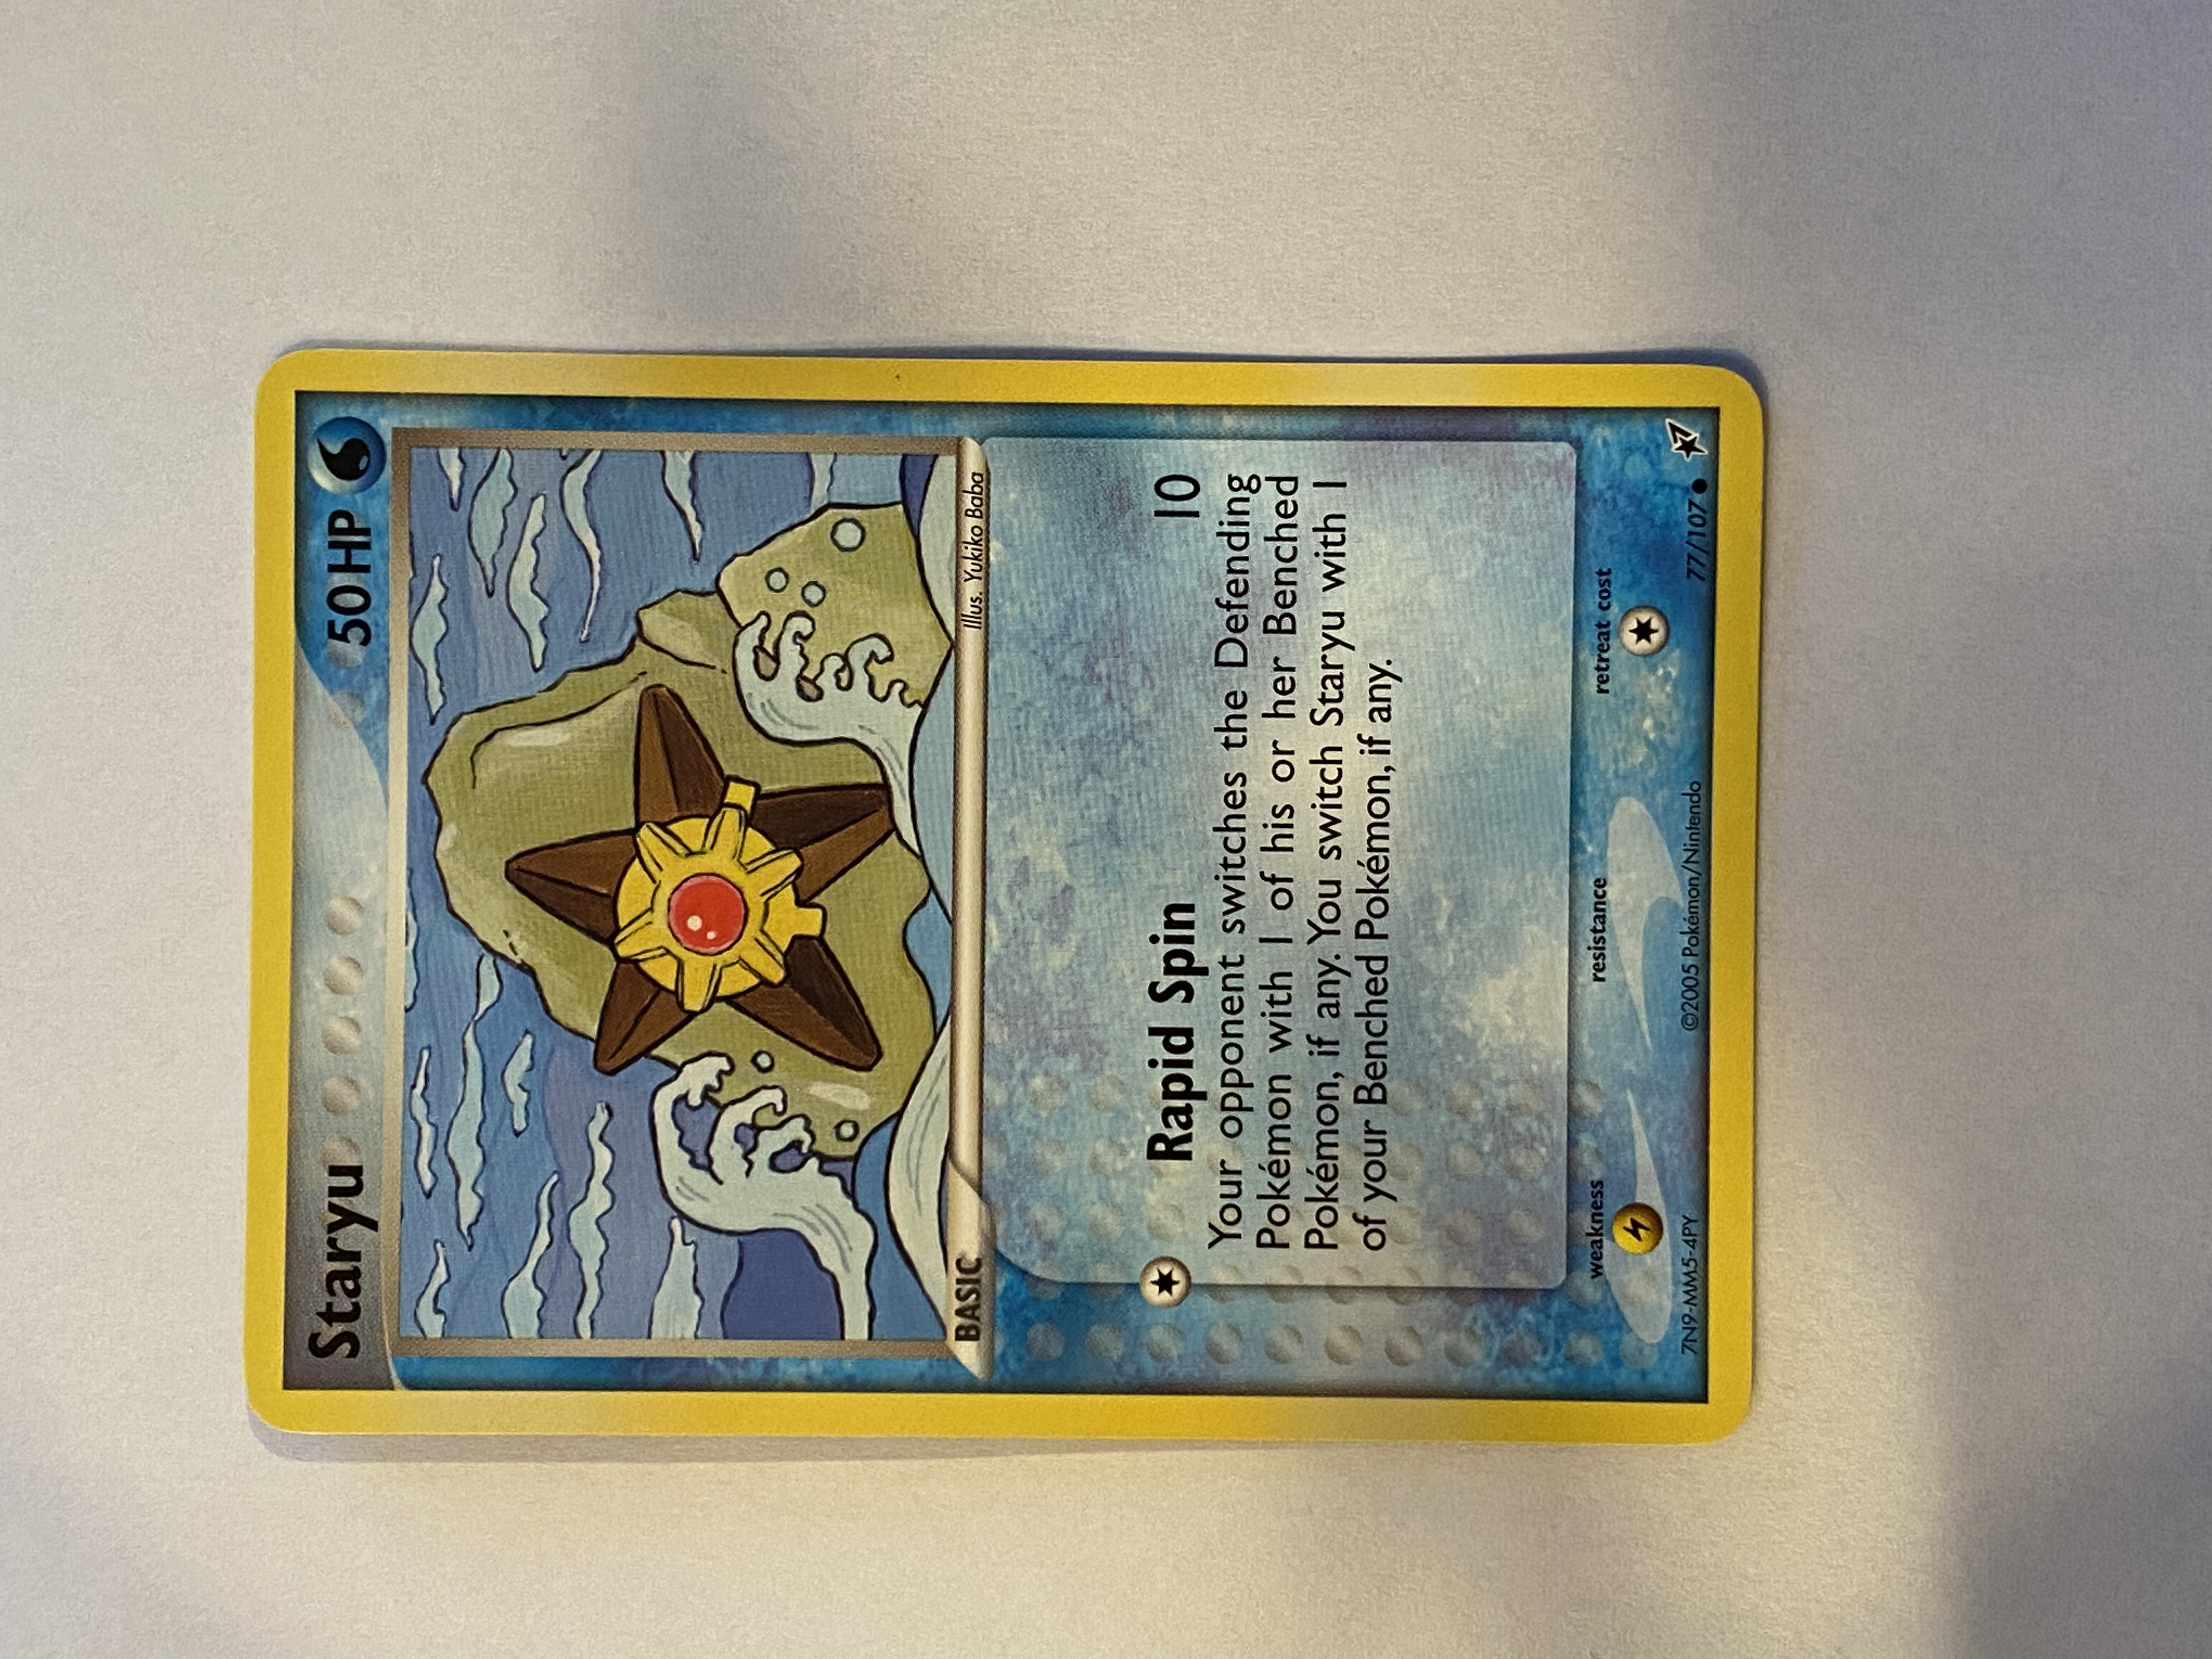 Staryu 50 HP
BASIC
Illus. Yukiko Baba
Rapid Spin 10
Your opponent switches the Defending
Pokémon with 1 of his or her Benched
Pokémon, if any. You switch Staryu with 1
of your Benched Pokémon, if any.
weakness resistance retreat cost
7N9-MM5-4PY ©2005 Pokémon/Nintendo 77/107